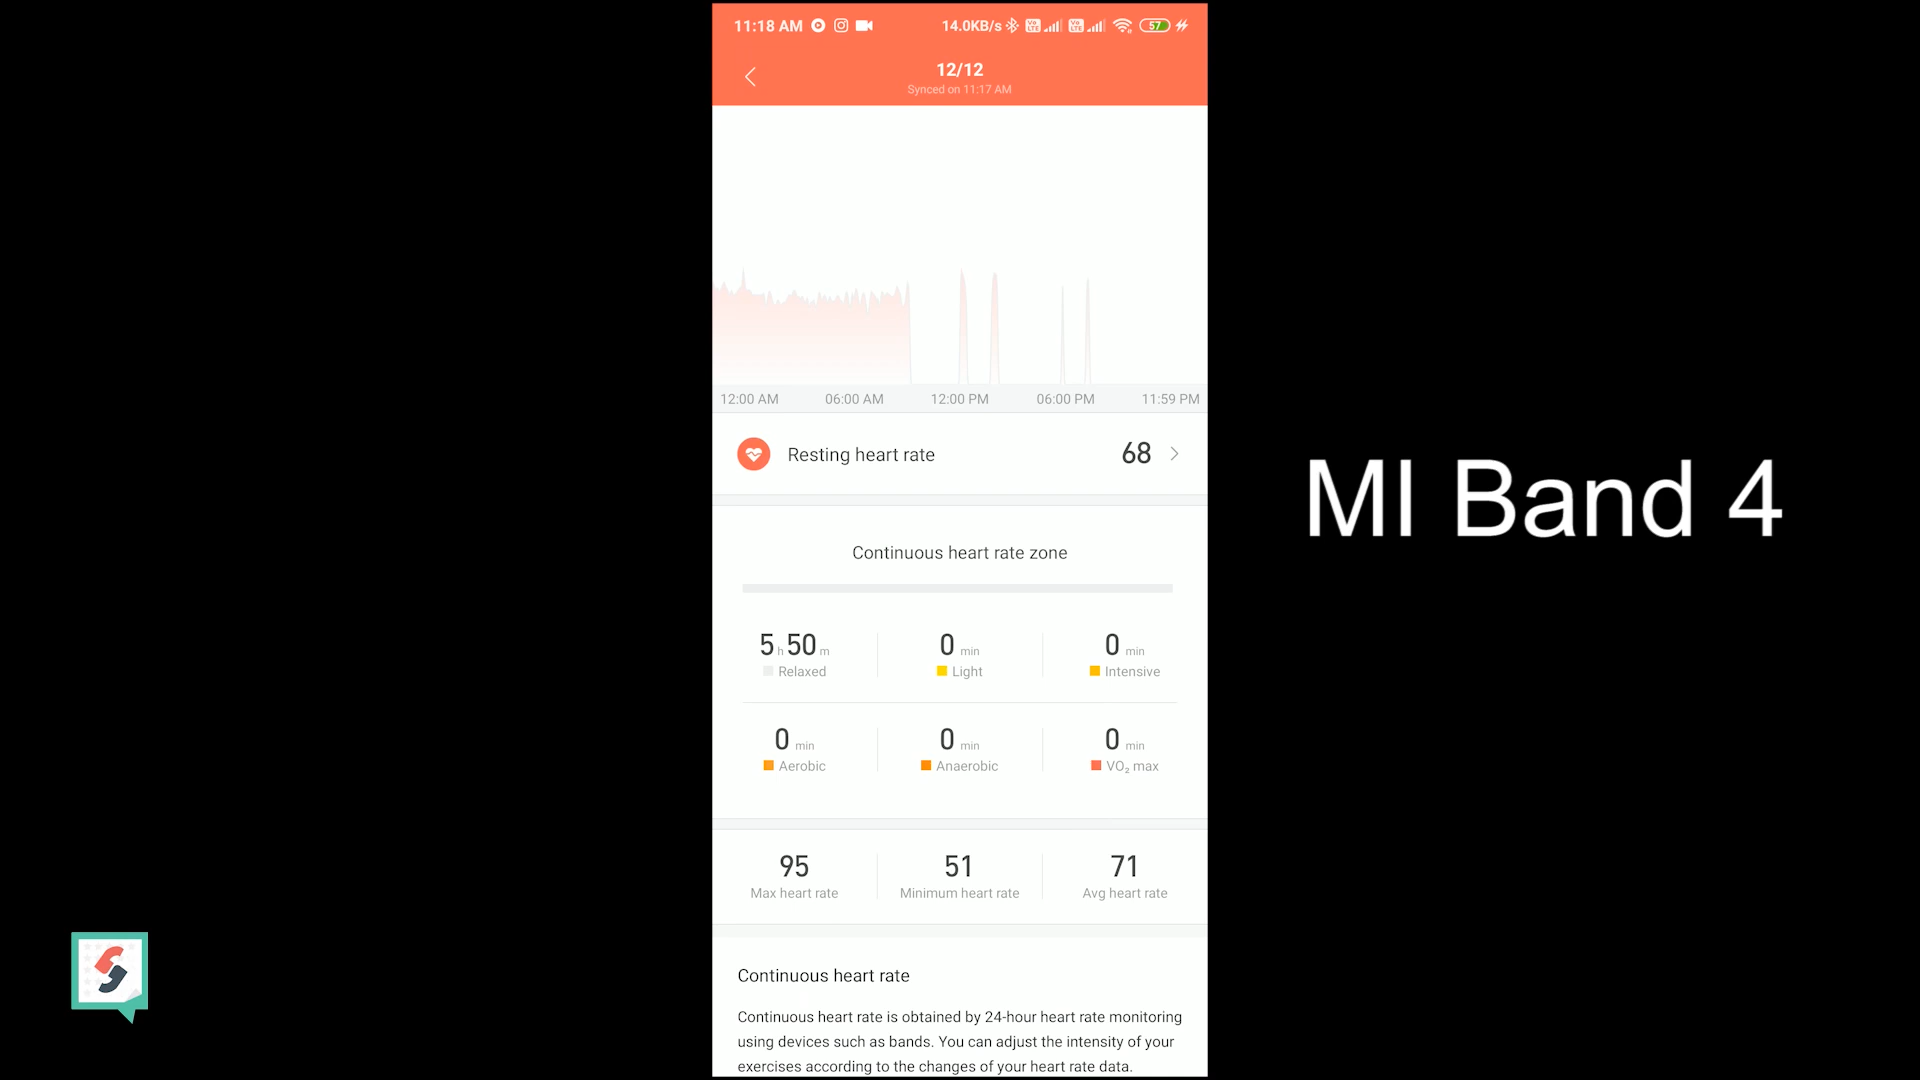 11:18 AM 14.0KB/s 57
12/12
Synced on 11:17 AM
12:00 AM 06:00 AM 12:00 PM 06:00 PM 11:59 PM
Resting heart rate 68
MI Band 4
Continuous heart rate zone
5 h 50 m 0 min 0 min
Relaxed Light Intensive
0 min 0 min 0 min
Aerobic Anaerobic VO₂ max
95 51 71
Max heart rate Minimum heart rate Avg heart rate
Continuous heart rate
Continuous heart rate is obtained by 24-hour heart rate monitoring
using devices such as bands. You can adjust the intensity of your
exercises according to the changes of your heart rate data.